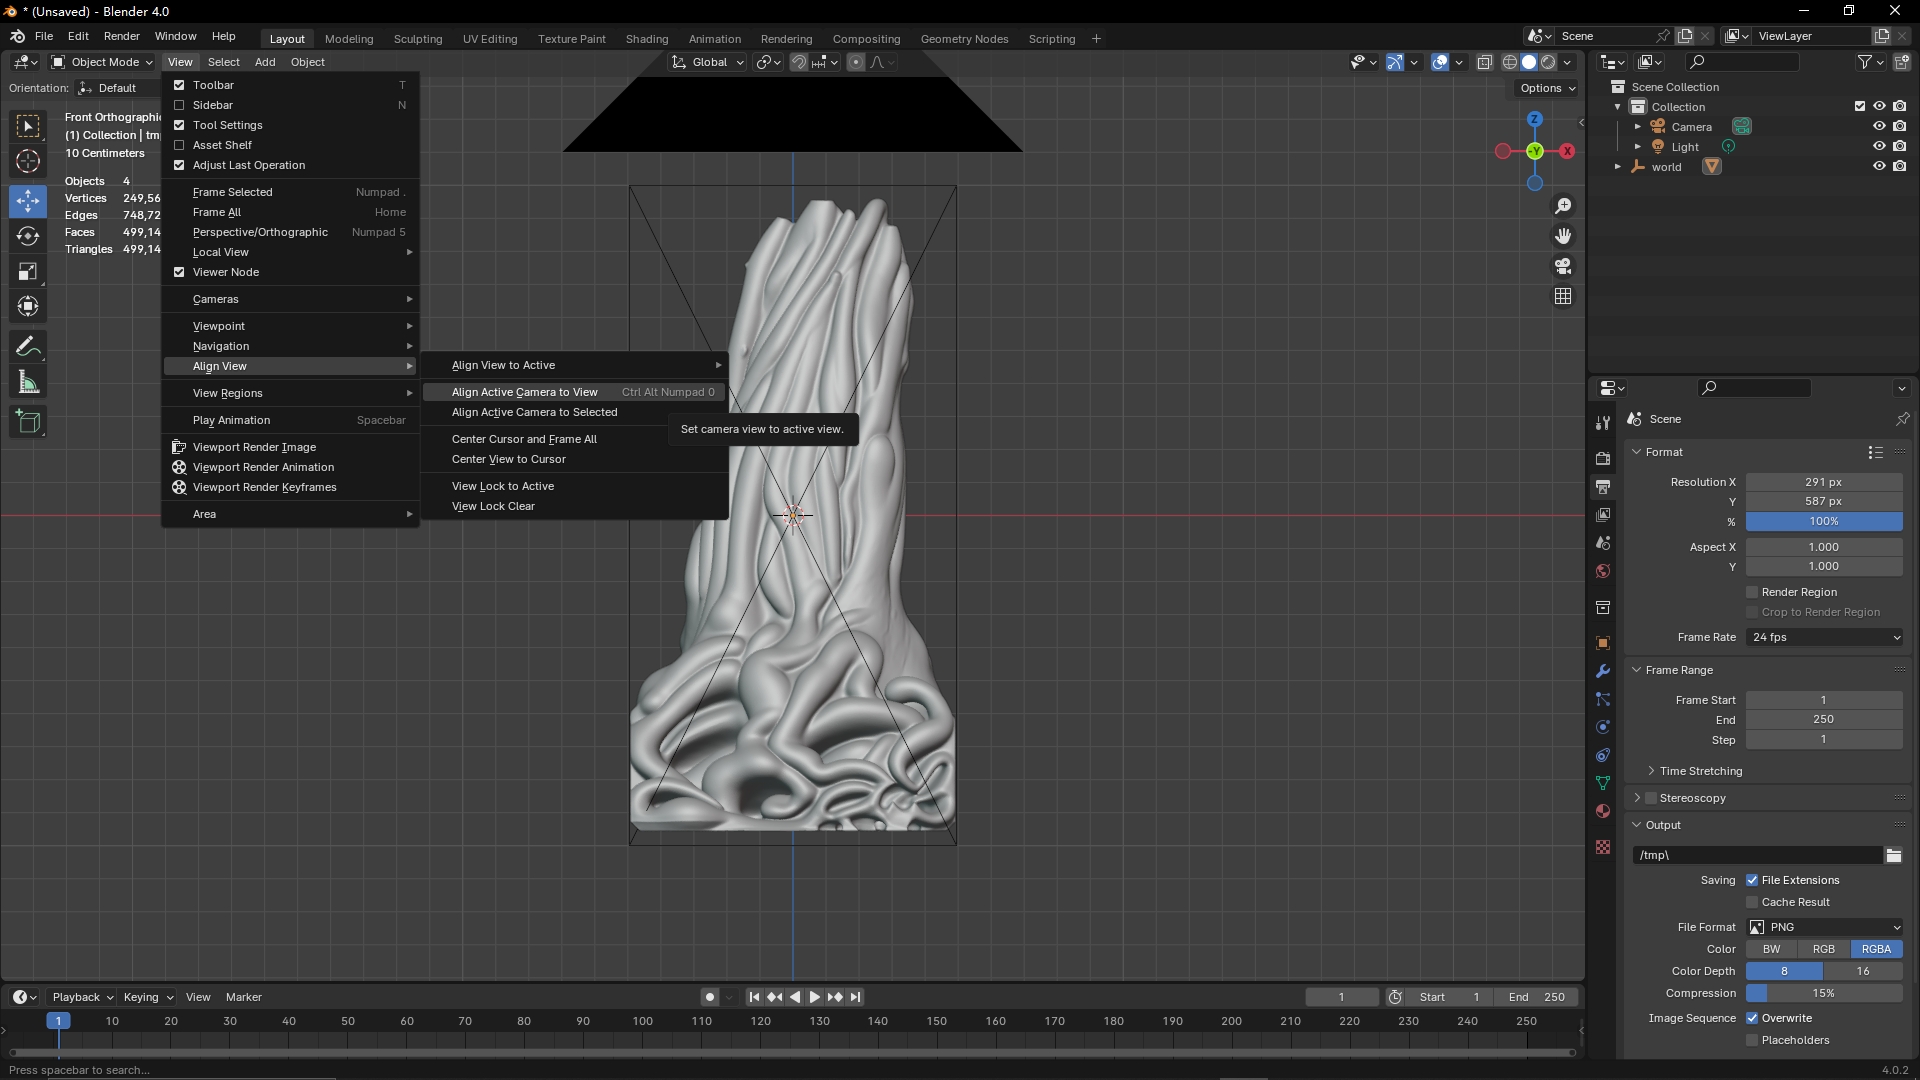 * (Unsaved) - Blender 4.0
File Edit Render Window Help
Layout Modeling Sculpting UV Editing Texture Paint Shading Animation Rendering Compositing Geometry Nodes Scripting +
Scene
ViewLayer
Object Mode View Select Add Object
Global
Orientation: Default
Options
Front Orthographic
(1) Collection | tm
10 Centimeters
Objects 4
Vertices 249,56
Edges 748,72
Faces 499,14
Triangles 499,14
Toolbar T
Sidebar N
Tool Settings
Asset Shelf
Adjust Last Operation
Frame Selected Numpad .
Frame All Home
Perspective/Orthographic Numpad 5
Local View
Viewer Node
Cameras
Viewpoint
Navigation
Align View
View Regions
Play Animation Spacebar
Viewport Render Image
Viewport Render Animation
Viewport Render Keyframes
Area
Align View to Active
Align Active Camera to View Ctrl Alt Numpad 0
Align Active Camera to Selected
Center Cursor and Frame All
Center View to Cursor
View Lock to Active
View Lock Clear
Set camera view to active view.
Z
-Y
X
Scene Collection
Collection
Camera
Light
world
Scene
Format
Resolution X 291 px
Y 587 px
% 100%
Aspect X 1.000
Y 1.000
Render Region
Crop to Render Region
Frame Rate 24 fps
Frame Range
Frame Start 1
End 250
Step 1
Time Stretching
Stereoscopy
Output
/tmp\
Saving File Extensions
Cache Result
File Format PNG
Color BW RGB RGBA
Color Depth 8 16
Compression 15%
Image Sequence Overwrite
Placeholders
Playback Keying View Marker
1 Start 1 End 250
1 10 20 30 40 50 60 70 80 90 100 110 120 130 140 150 160 170 180 190 200 210 220 230 240 250
Press spacebar to search...
4.0.2